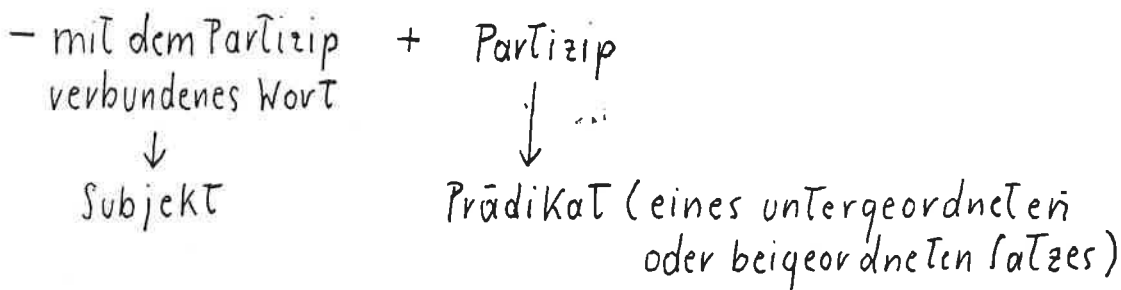 - mit dem Partizip + Partizip
verbundenes Wort
↓ ↓
Subjekt Prädikat (eines untergeordneten
oder beigeordneten Satzes)